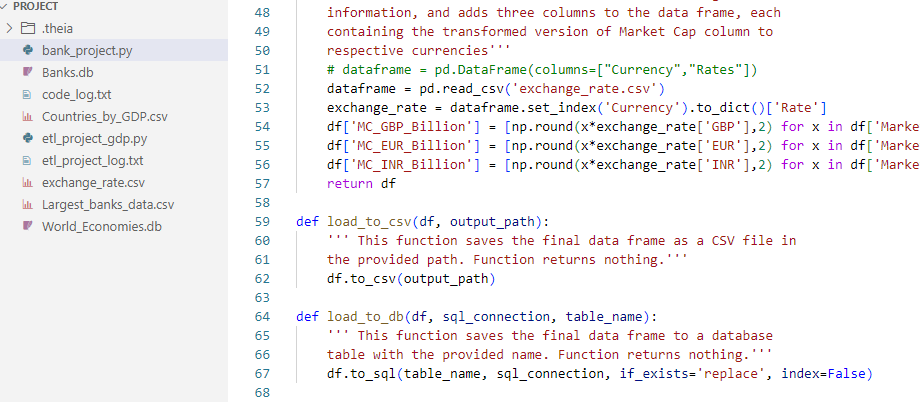 PROJECT
.theia
bank_project.py
Banks.db
code_log.txt
Countries_by_GDP.csv
etl_project_gdp.py
etl_project_log.txt
exchange_rate.csv
Largest_banks_data.csv
World_Economies.db
48 information, and adds three columns to the data frame, each
49 containing the transformed version of Market Cap column to
50 respective currencies'''
51 # dataframe = pd.DataFrame(columns=["Currency","Rates"])
52 dataframe = pd.read_csv('exchange_rate.csv')
53 exchange_rate = dataframe.set_index('Currency').to_dict()['Rate']
54 df['MC_GBP_Billion'] = [np.round(x*exchange_rate['GBP'],2) for x in df['Marke
55 df['MC_EUR_Billion'] = [np.round(x*exchange_rate['EUR'],2) for x in df['Marke
56 df['MC_INR_Billion'] = [np.round(x*exchange_rate['INR'],2) for x in df['Marke
57 return df
58
59 def load_to_csv(df, output_path):
60 ''' This function saves the final data frame as a CSV file in
61 the provided path. Function returns nothing.'''
62 df.to_csv(output_path)
63
64 def load_to_db(df, sql_connection, table_name):
65 ''' This function saves the final data frame to a database
66 table with the provided name. Function returns nothing.'''
67 df.to_sql(table_name, sql_connection, if_exists='replace', index=False)
68